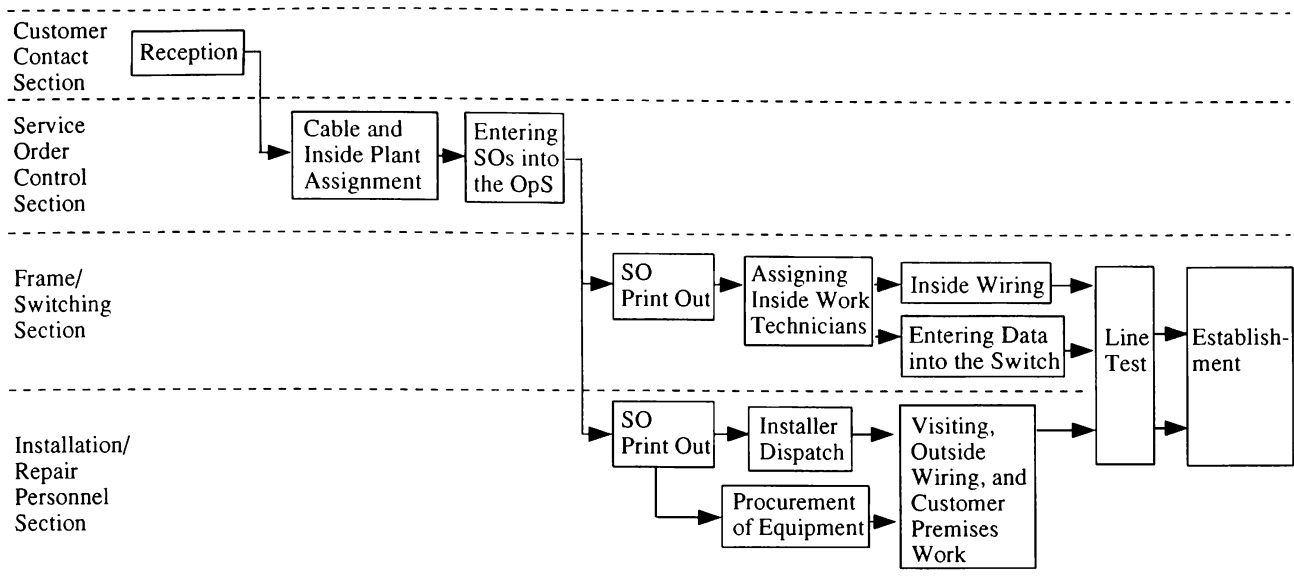 Customer
Contact
Section
Reception
Service
Order
Control
Section
Cable and
Inside Plant
Assignment
Entering
SOs into
the OpS
Frame/
Switching
Section
SO
Print Out
Assigning
Inside Work
Technicians
Inside Wiring
Entering Data
into the Switch
Line
Test
Establish-
ment
Installation/
Repair
Personnel
Section
SO
Print Out
Installer
Dispatch
Procurement
of Equipment
Visiting,
Outside
Wiring, and
Customer
Premises
Work